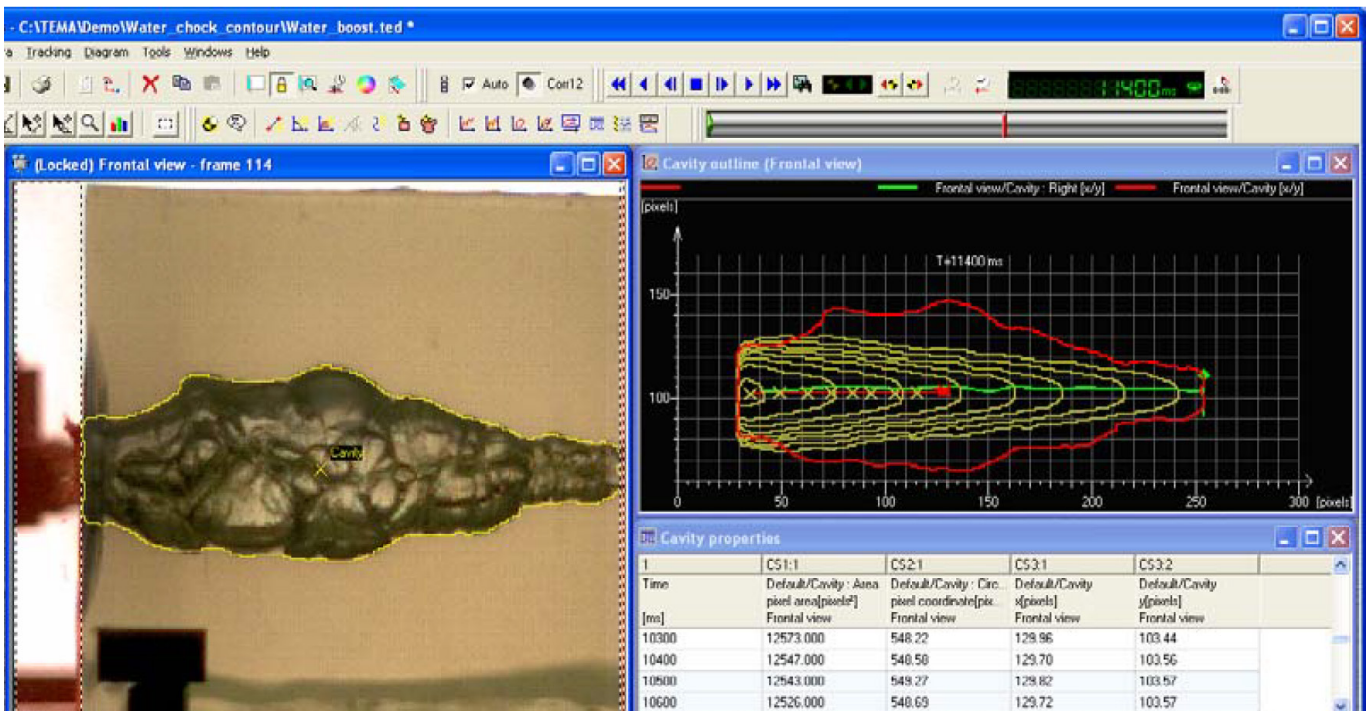 - C:\TEMA\Demo\Water_chock_contour\Water_boost.ted *
Tracking Diagram Tools Windows Help
Auto Corr12 11400 ms
(Locked) Frontal view - frame 114
Cavity
Cavity outline (Frontal view)
Frontal view/Cavity : Right [x/y] Frontal view/Cavity [x/y]
[pixels]
T+11400 ms
150
100
0 50 100 150 200 250 300 [pixels]
Cavity properties
1 CS1:1 CS2:1 CS3:1 CS3:2
Time Default/Cavity : Area Default/Cavity : Circ... Default/Cavity Default/Cavity
pixel area[pixels²] pixel coordinate[pix... x[pixels] y[pixels]
[ms] Frontal view Frontal view Frontal view Frontal view
10300 12573.000 548.22 129.96 103.44
10400 12547.000 548.58 129.70 103.56
10500 12543.000 549.27 129.82 103.57
10600 12526.000 548.69 129.72 103.57